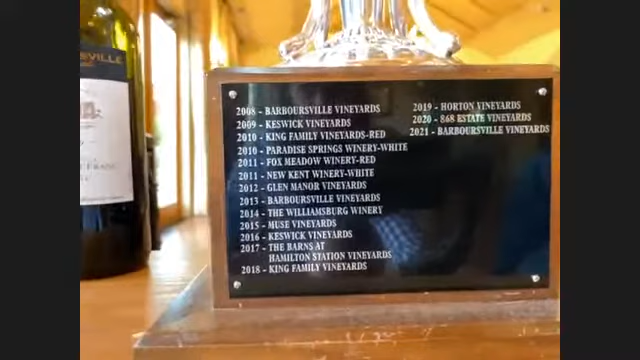 2008 - BARBOURSVILLE VINEYARDS
2009 - KESWICK VINEYARDS
2010 - KING FAMILY VINEYARDS-RED
2010 - PARADISE SPRINGS WINERY-WHITE
2011 - FOX MEADOW WINERY-RED
2011 - NEW KENT WINERY-WHITE
2012 - GLEN MANOR VINEYARDS
2013 - BARBOURSVILLE VINEYARDS
2014 - THE WILLIAMSBURG WINERY
2015 - MUSE VINEYARDS
2016 - KESWICK VINEYARDS
2017 - THE BARNS AT
HAMILTON STATION VINEYARDS
2018 - KING FAMILY VINEYARDS
2019 - HORTON VINEYARDS
2020 - 868 ESTATE VINEYARDS
2021 - BARBOURSVILLE VINEYARDS